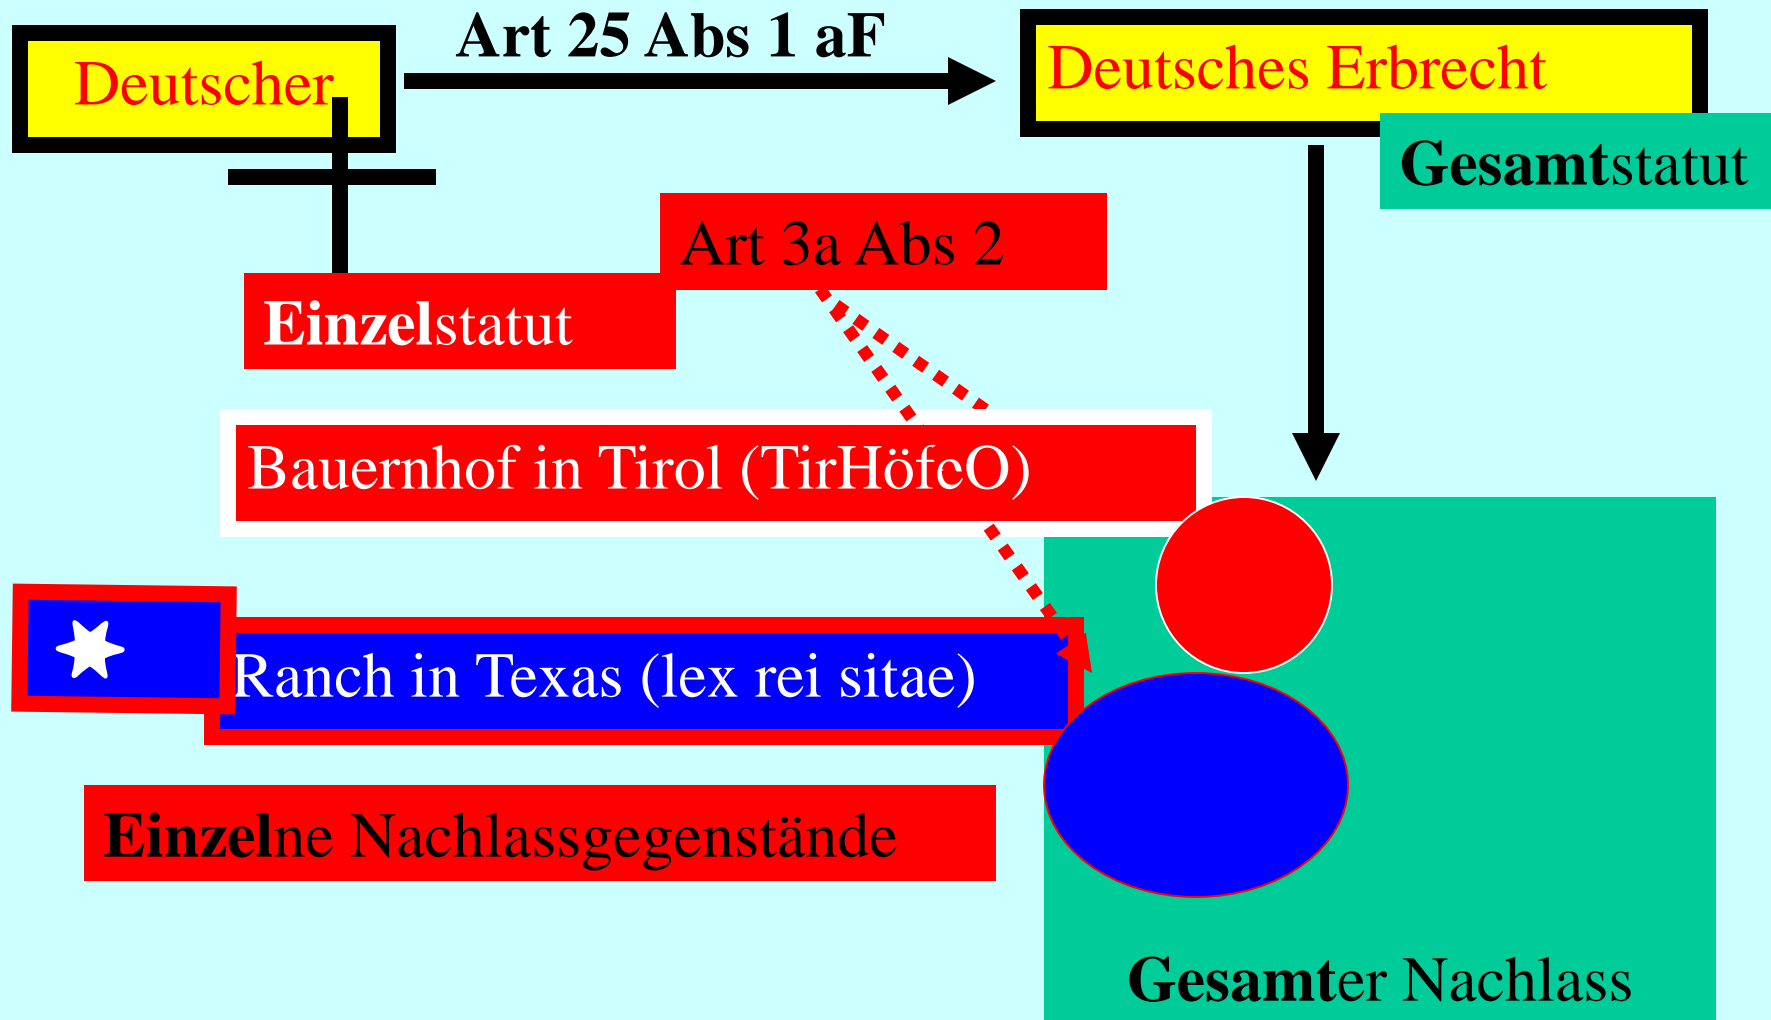 Art 25 Abs 1 aF
Deutscher
Deutsches Erbrecht
Gesamtstatut
Art 3a Abs 2
Einzelstatut
Bauernhof in Tirol (TirHöfeO)
Ranch in Texas (lex rei sitae)
Einzelne Nachlassgegenstände
Gesamter Nachlass